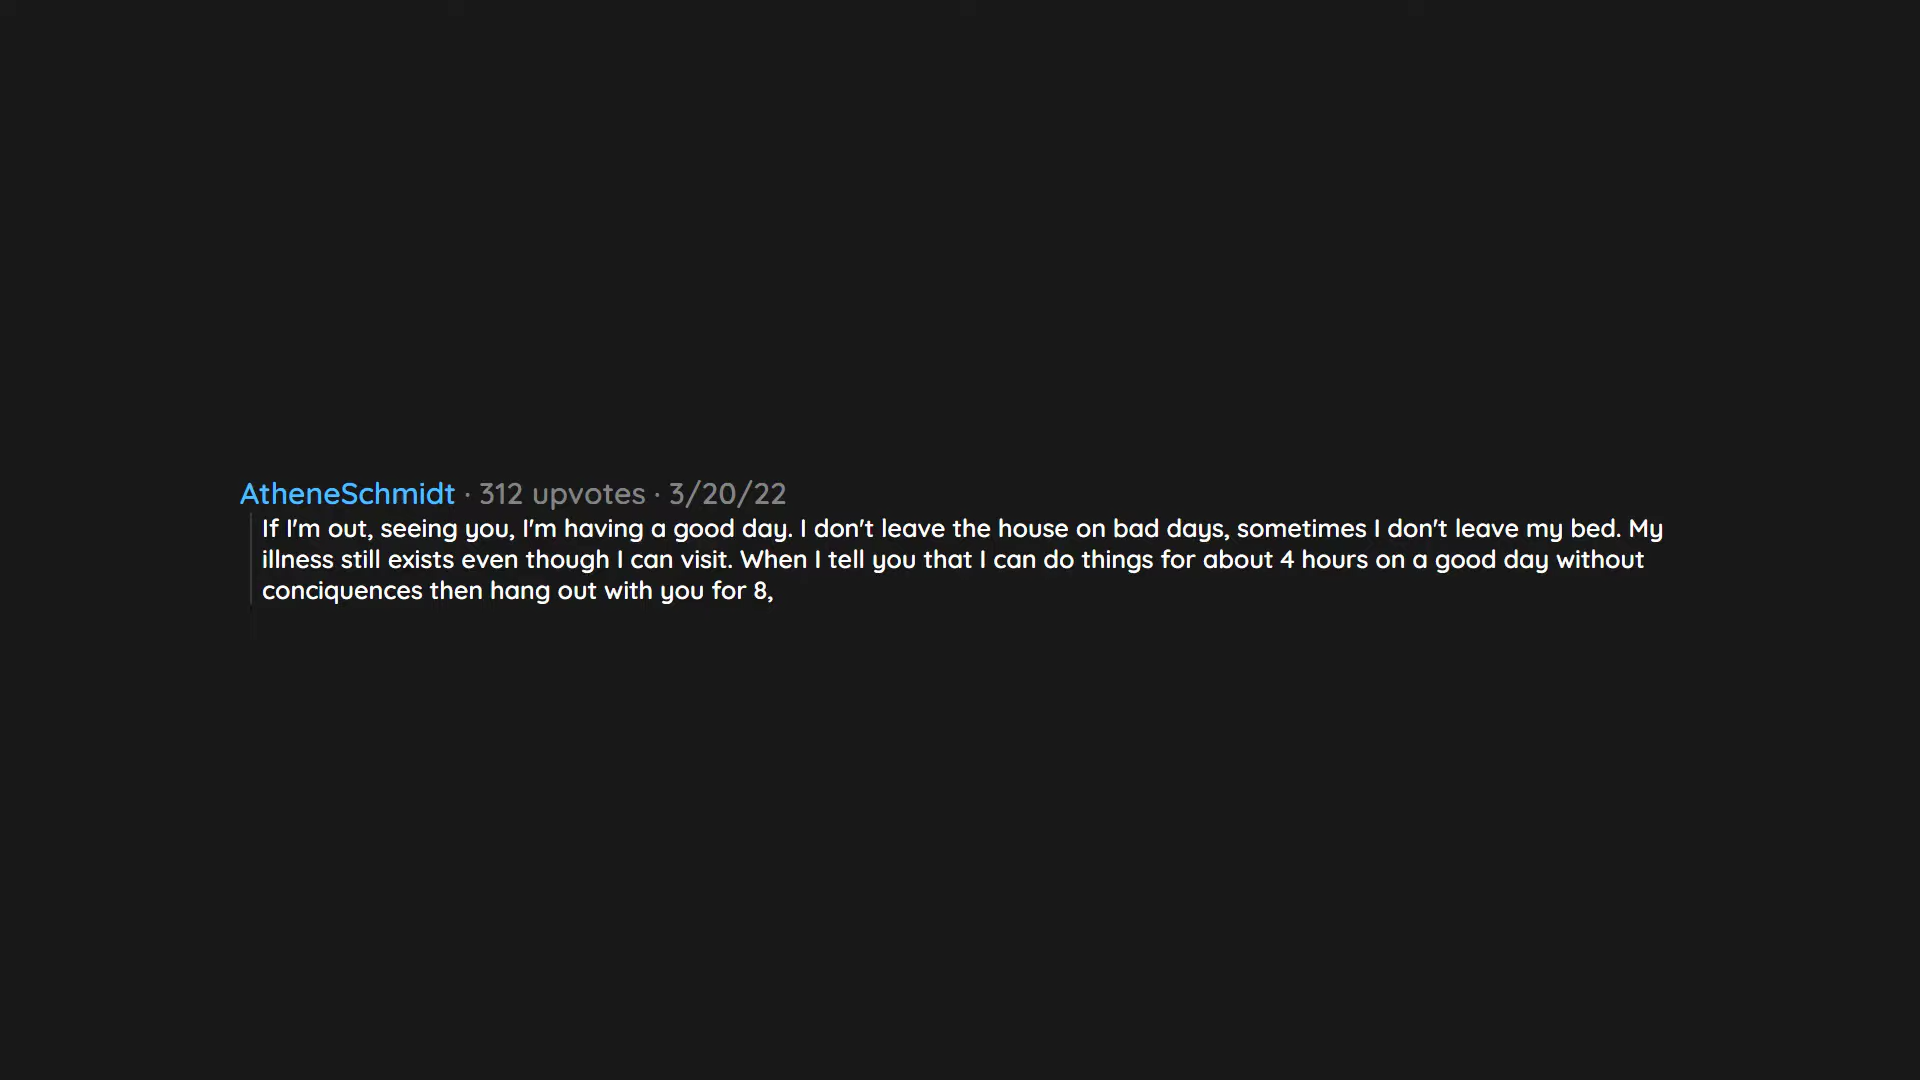 AtheneSchmidt · 312 upvotes · 3/20/22
If I'm out, seeing you, I'm having a good day. I don't leave the house on bad days, sometimes I don't leave my bed. My
illness still exists even though I can visit. When I tell you that I can do things for about 4 hours on a good day without
conciquences then hang out with you for 8,